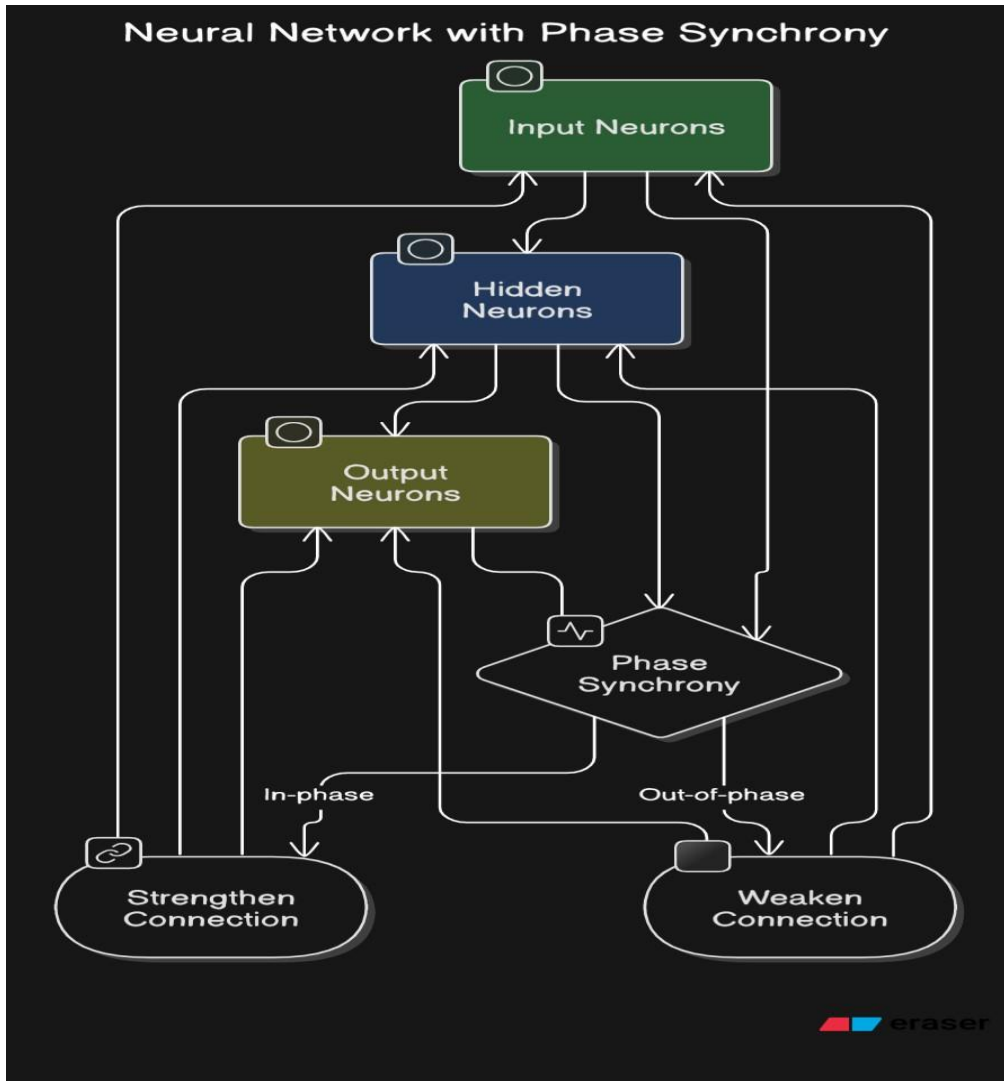 Neural Network with Phase Synchrony
Input Neurons
Hidden
Neurons
Output
Neurons
Phase
Synchrony
In-phase
Out-of-phase
Strengthen
Connection
Weaken
Connection
eraser